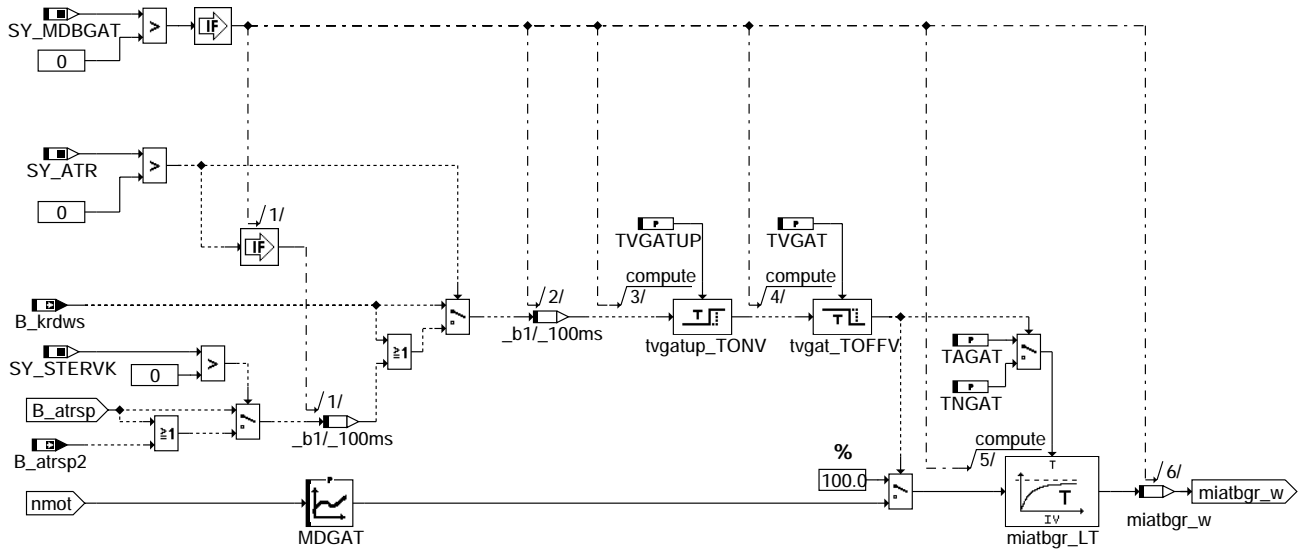 SY_MDBGAT
>
IF
0
SY_ATR
>
0
/1/
IF
P
TVGATUP
P
TVGAT
compute
3/
compute
4/
B_krdws
/2/
_b1/_100ms
T
tvgatup_TONV
T
tvgat_TOFFV
≥1
SY_STERVK
>
0
P
TAGAT
P
TNGAT
B_atrsp
/1/
_b1/_100ms
≥1
B_atrsp2
%
100.0
compute
5/
T
T
IV
miatbgr_LT
/6/
miatbgr_w
miatbgr_w
nmot
P
MDGAT